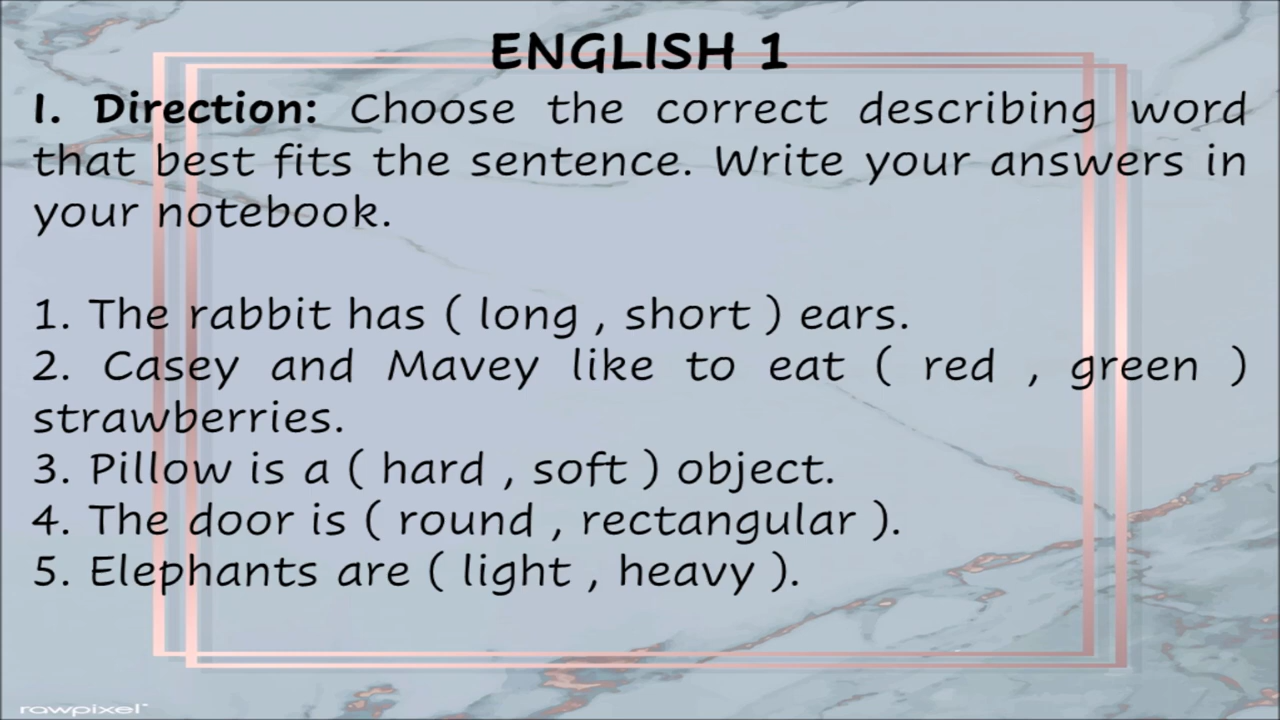 ENGLISH 1
I. Direction: Choose the correct describing word
that best fits the sentence. Write your answers in
your notebook.
1. The rabbit has ( long , short ) ears.
2. Casey and Mavey like to eat ( red , green )
strawberries.
3. Pillow is a ( hard , soft ) object.
4. The door is ( round , rectangular ).
5. Elephants are ( light , heavy ).
rawpixel